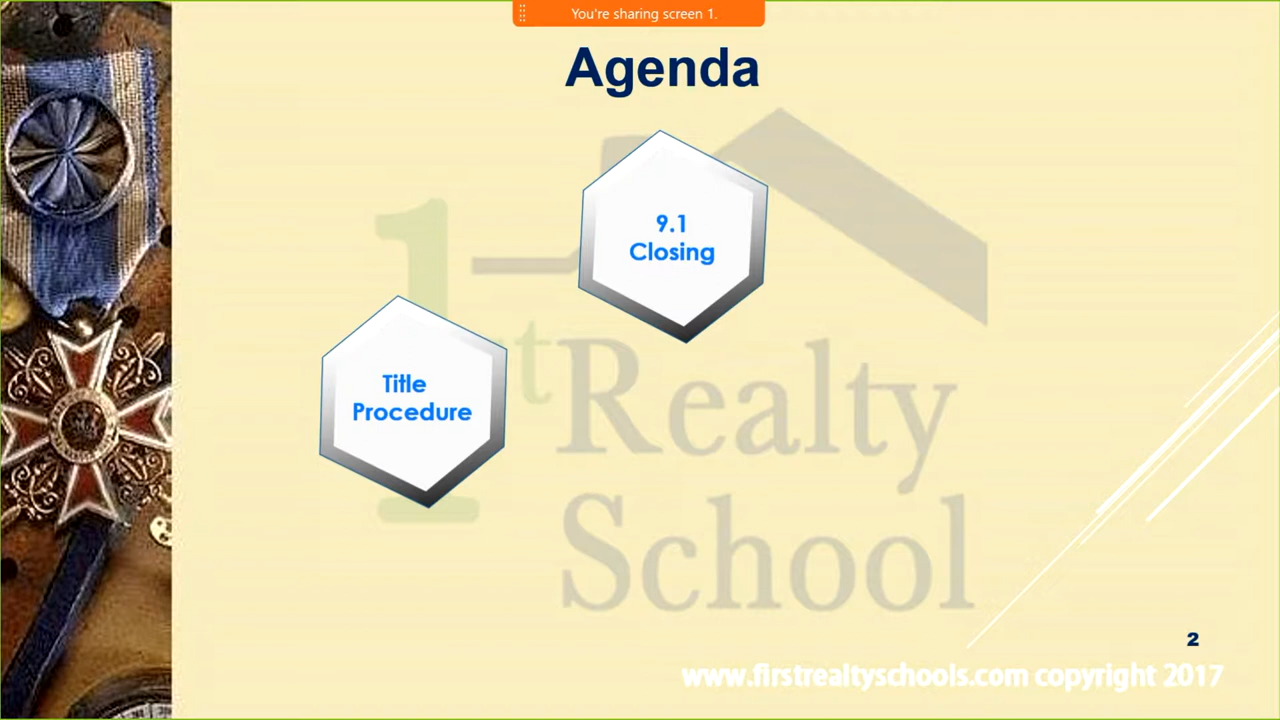 You're sharing screen 1.
Agenda
9.1
Closing
Title
Procedure
1st
Realty
School
2
www.firstrealtyschools.com copyright 2017